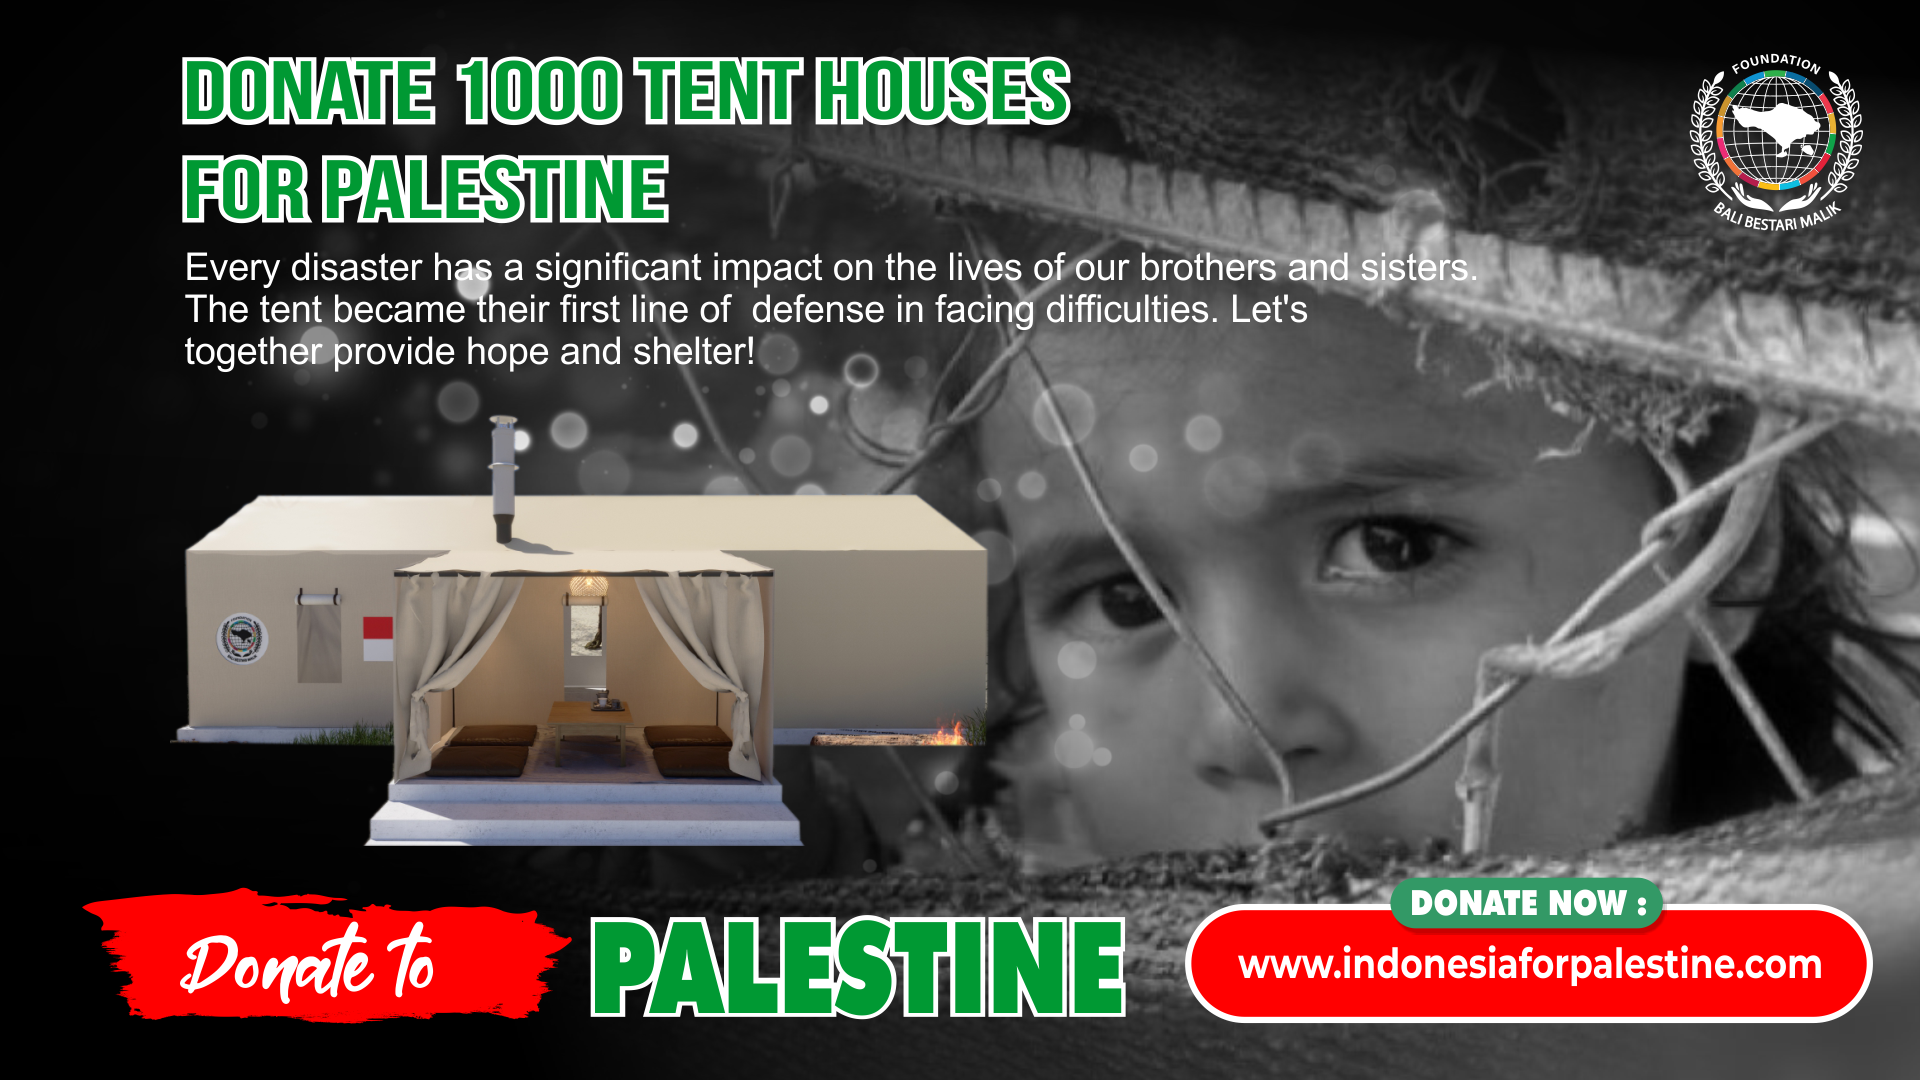 DONATE 1000 TENT HOUSES
FOR PALESTINE
FOUNDATION
BALI BESTARI MALIK
Every disaster has a significant impact on the lives of our brothers and sisters.
The tent became their first line of  defense in facing difficulties. Let's
together provide hope and shelter!
Donate to
PALESTINE
DONATE NOW :
www.indonesiaforpalestine.com